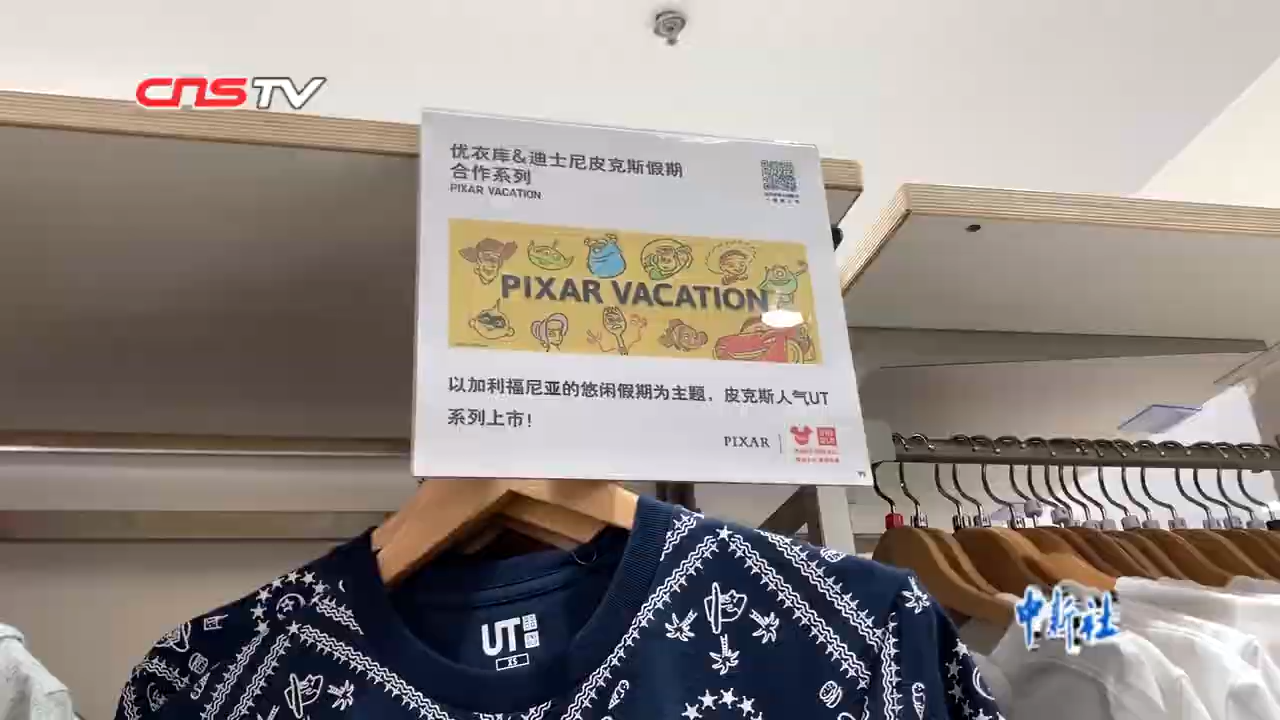 CNSTV
优衣库&迪士尼皮克斯假期
合作系列
PIXAR VACATION
PIXAR VACATION
以加利福尼亚的悠闲假期为主题，皮克斯人气UT
系列上市！
PIXAR
UT
XS
中新社